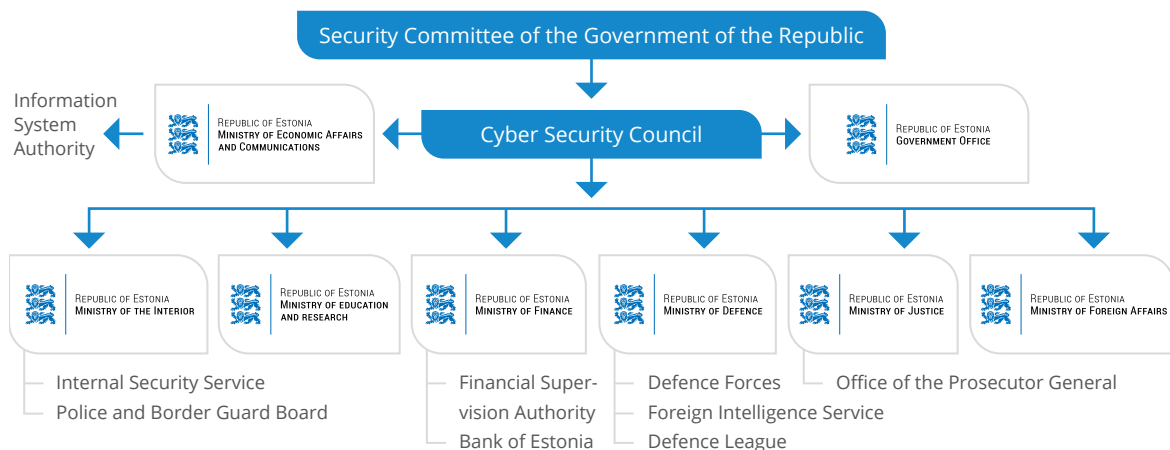 Security Committee of the Government of the Republic
Information
System
Authority
REPUBLIC OF ESTONIA
MINISTRY OF ECONOMIC AFFAIRS
AND COMMUNICATIONS
Cyber Security Council
REPUBLIC OF ESTONIA
GOVERNMENT OFFICE
REPUBLIC OF ESTONIA
MINISTRY OF THE INTERIOR
REPUBLIC OF ESTONIA
MINISTRY OF EDUCATION
AND RESEARCH
REPUBLIC OF ESTONIA
MINISTRY OF FINANCE
REPUBLIC OF ESTONIA
MINISTRY OF DEFENCE
REPUBLIC OF ESTONIA
MINISTRY OF JUSTICE
REPUBLIC OF ESTONIA
MINISTRY OF FOREIGN AFFAIRS
Internal Security Service
Police and Border Guard Board
Financial Super-
vision Authority
Bank of Estonia
Defence Forces
Foreign Intelligence Service
Defence League
Office of the Prosecutor General